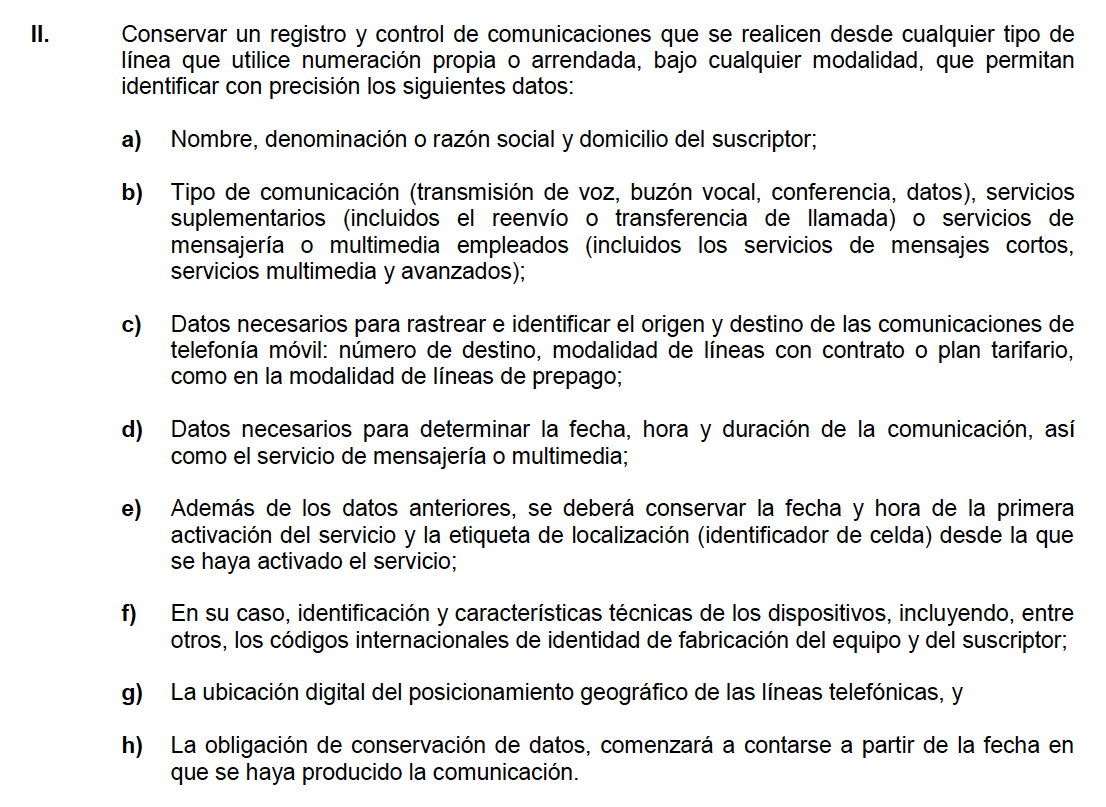 II. Conservar un registro y control de comunicaciones que se realicen desde cualquier tipo de
línea que utilice numeración propia o arrendada, bajo cualquier modalidad, que permitan
identificar con precisión los siguientes datos:
a) Nombre, denominación o razón social y domicilio del suscriptor;
b) Tipo de comunicación (transmisión de voz, buzón vocal, conferencia, datos), servicios
suplementarios (incluidos el reenvío o transferencia de llamada) o servicios de
mensajería o multimedia empleados (incluidos los servicios de mensajes cortos,
servicios multimedia y avanzados);
c) Datos necesarios para rastrear e identificar el origen y destino de las comunicaciones de
telefonía móvil: número de destino, modalidad de líneas con contrato o plan tarifario,
como en la modalidad de líneas de prepago;
d) Datos necesarios para determinar la fecha, hora y duración de la comunicación, así
como el servicio de mensajería o multimedia;
e) Además de los datos anteriores, se deberá conservar la fecha y hora de la primera
activación del servicio y la etiqueta de localización (identificador de celda) desde la que
se haya activado el servicio;
f) En su caso, identificación y características técnicas de los dispositivos, incluyendo, entre
otros, los códigos internacionales de identidad de fabricación del equipo y del suscriptor;
g) La ubicación digital del posicionamiento geográfico de las líneas telefónicas, y
h) La obligación de conservación de datos, comenzará a contarse a partir de la fecha en
que se haya producido la comunicación.